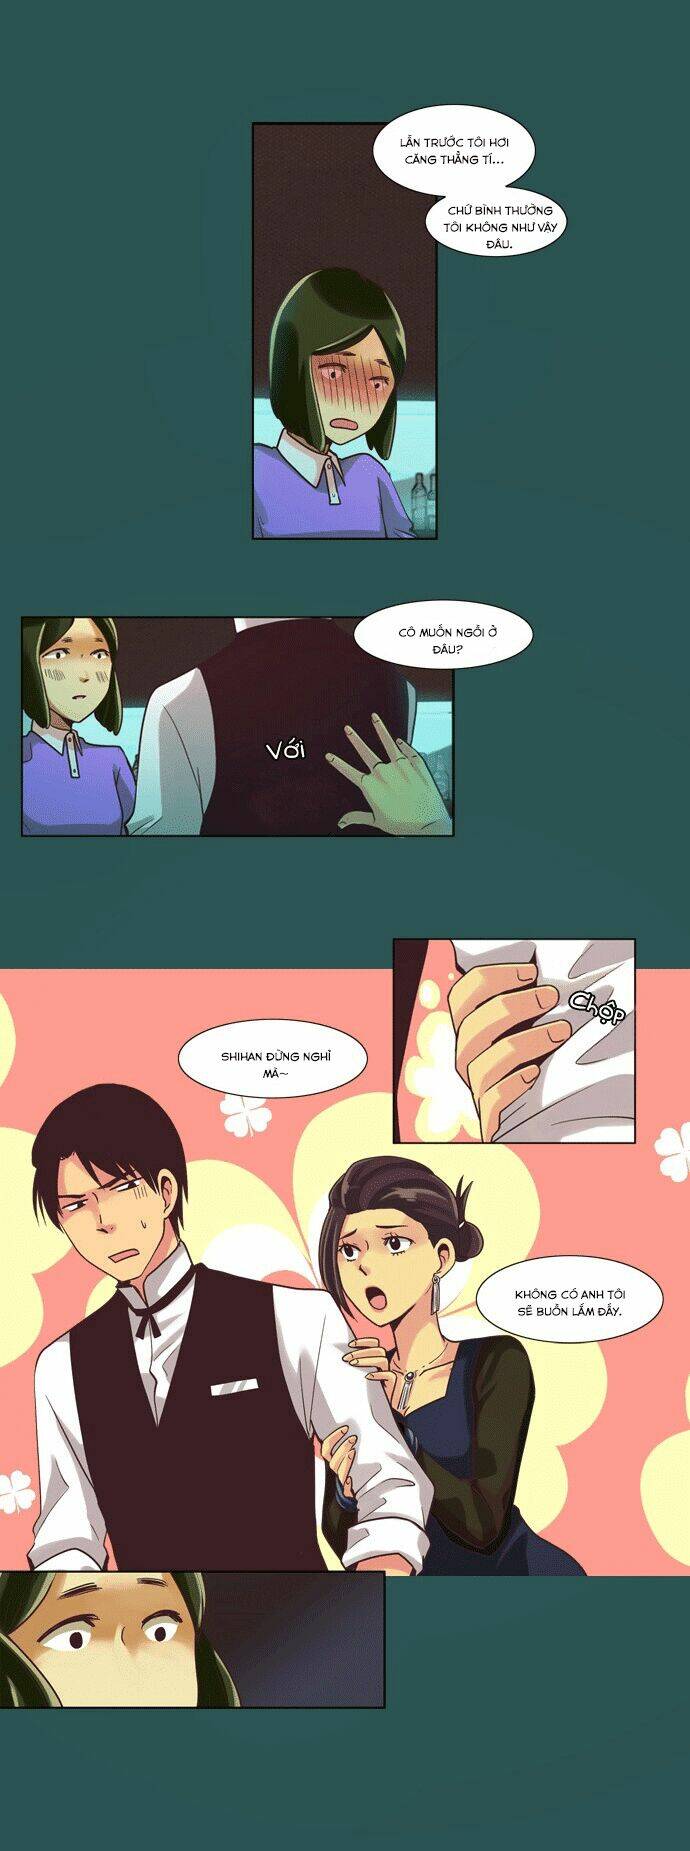 LẦN TRƯỚC TÔI HƠI
CĂNG THẲNG TÍ...
CHỨ BÌNH THƯỜNG
TÔI KHÔNG NHƯ VẬY
ĐÂU.
CÔ MUỐN NGỒI Ở
ĐÂU?
Với
Chộp
SHIHAN ĐỪNG NGHỈ
MÀ~
KHÔNG CÓ ANH TÔI
SẼ BUỒN LẮM ĐẤY.